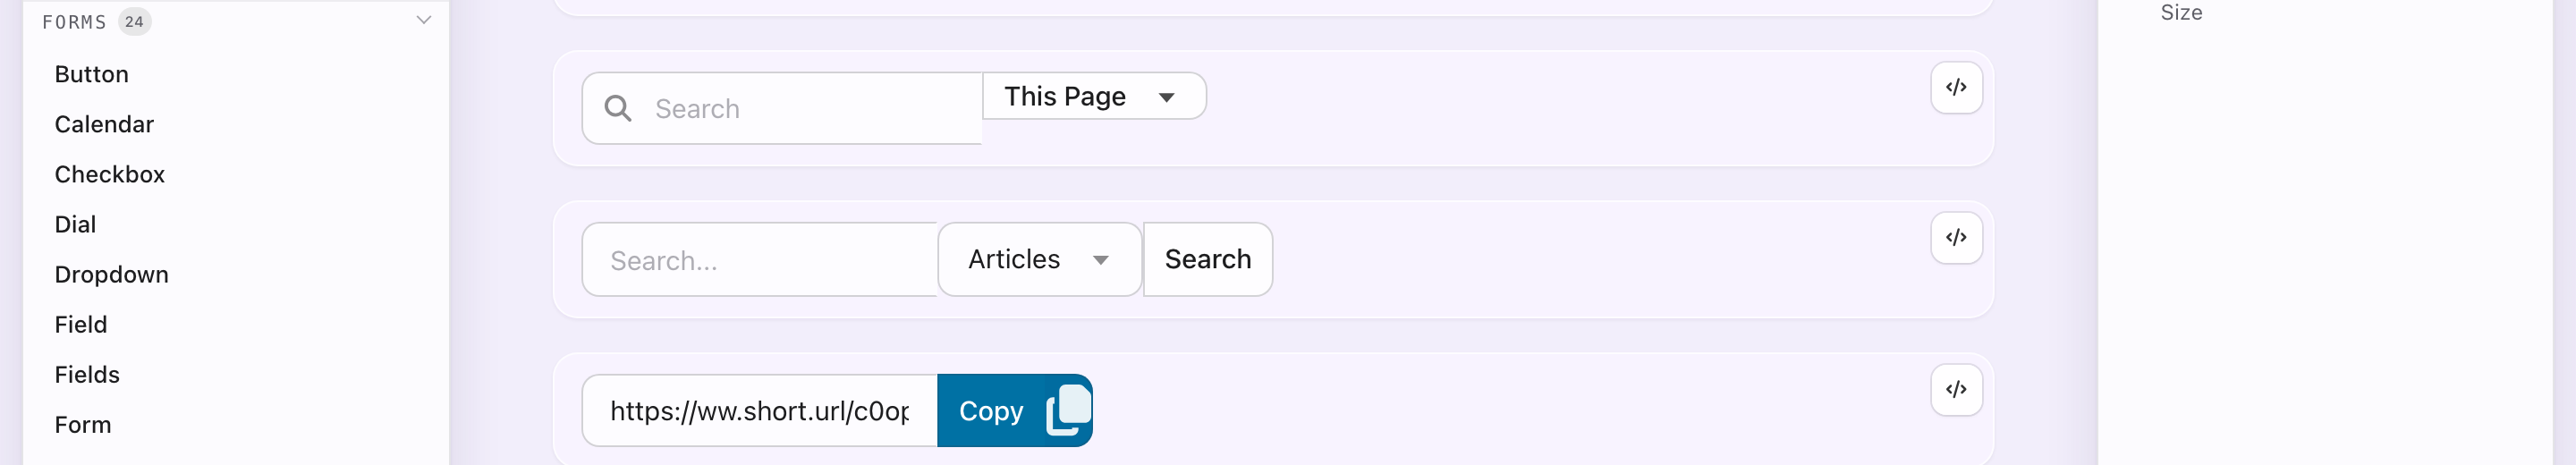 FORMS 24
Button
Calendar
Checkbox
Dial
Dropdown
Field
Fields
Form
Search
This Page
</>
Search...
Articles
Search
</>
https://ww.short.url/c0op
Copy
</>
Size